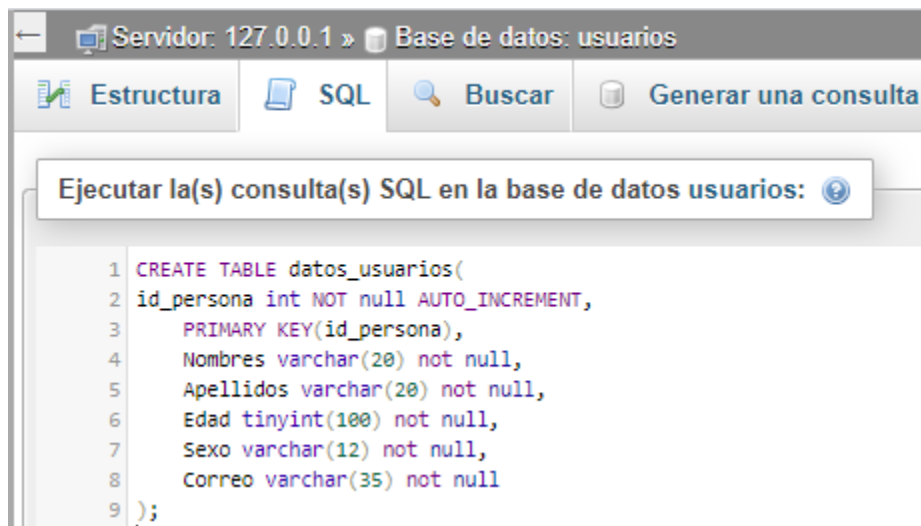 ← Servidor: 127.0.0.1 » Base de datos: usuarios
Estructura SQL Buscar Generar una consulta
Ejecutar la(s) consulta(s) SQL en la base de datos usuarios:
1 CREATE TABLE datos_usuarios(
2 id_persona int NOT null AUTO_INCREMENT,
3 PRIMARY KEY(id_persona),
4 Nombres varchar(20) not null,
5 Apellidos varchar(20) not null,
6 Edad tinyint(100) not null,
7 Sexo varchar(12) not null,
8 Correo varchar(35) not null
9 );